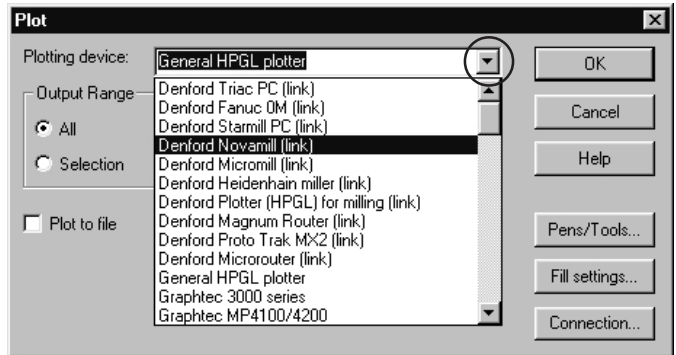 Plot
Plotting device:
General HPGL plotter
OK
Output Range
All
Selection
Plot to file
Denford Triac PC (link)
Denford Fanuc 0M (link)
Denford Starmill PC (link)
Denford Novamill (link)
Denford Micromill (link)
Denford Heidenhain miller (link)
Denford Plotter (HPGL) for milling (link)
Denford Magnum Router (link)
Denford Proto Trak MX2 (link)
Denford Microrouter (link)
General HPGL plotter
Graphtec 3000 series
Graphtec MP4100/4200
Cancel
Help
Pens/Tools...
Fill settings...
Connection...